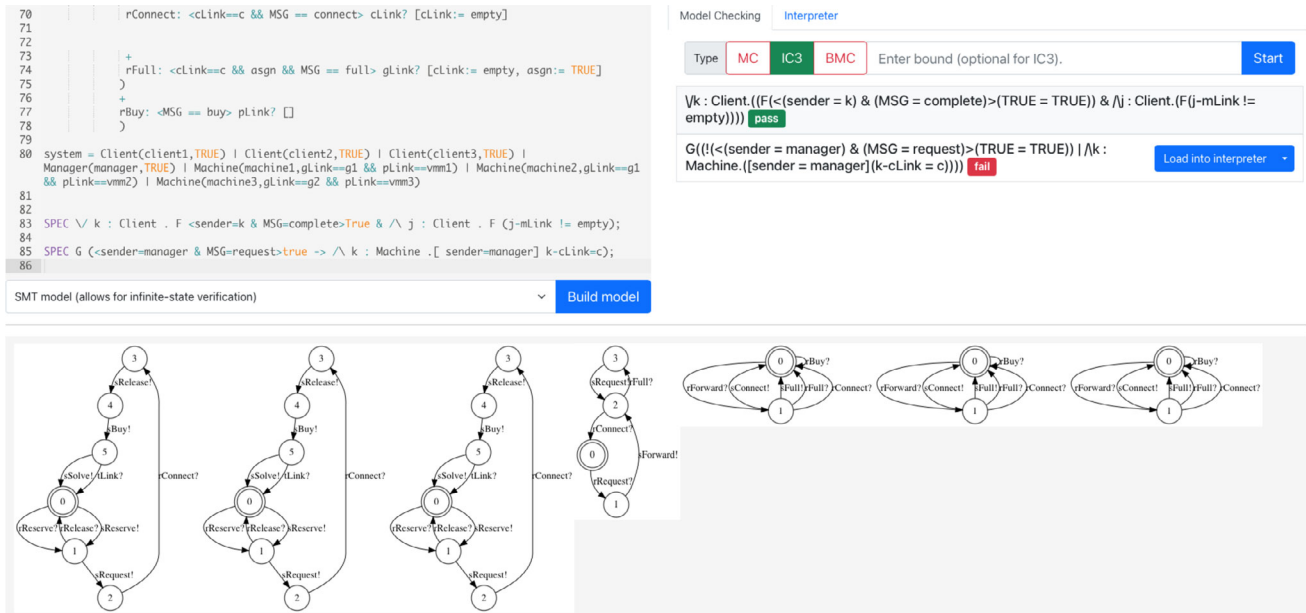 70 rConnect: <cLink==c && MSG == connect> cLink? [cLink:= empty]
71
72
73 +
74 rFull: <cLink==c && asgn && MSG == full> gLink? [cLink:= empty, asgn:= TRUE]
75 )
76 +
77 rBuy: <MSG == buy> pLink? []
78 )
79
80 system = Client(client1,TRUE) | Client(client2,TRUE) | Client(client3,TRUE) |
Manager(manager,TRUE) | Machine(machine1,gLink==g1 && pLink==vmm1) | Machine(machine2,gLink==g1
&& pLink==vmm2) | Machine(machine3,gLink==g2 && pLink==vmm3)
81
82
83 SPEC \/ k : Client . F <sender=k & MSG=complete>True & /\ j : Client . F (j-mLink != empty);
84
85 SPEC G (<sender=manager & MSG=request>true -> /\ k : Machine .[ sender=manager] k-cLink=c);
86
SMT model (allows for infinite-state verification)
Build model
Model Checking Interpreter
Type MC IC3 BMC Enter bound (optional for IC3). Start
\/k : Client.((F(<(sender = k) & (MSG = complete)>(TRUE = TRUE)) & /\j : Client.(F(j-mLink !=
empty)))) pass
G((!(<(sender = manager) & (MSG = request)>(TRUE = TRUE)) | /\k :
Machine.([sender = manager](k-cLink = c)))) fail
Load into interpreter
3
sRelease!
4
sBuy!
5
sSolve! tLink?
rConnect?
0
rReserve? rRelease? sReserve!
1
sRequest!
2
3
sRelease!
4
sBuy!
5
sSolve! tLink?
rConnect?
0
rReserve? rRelease? sReserve!
1
sRequest!
2
3
sRelease!
4
sBuy!
5
sSolve! tLink?
rConnect?
0
rReserve? rRelease? sReserve!
1
sRequest!
2
3
sRequest! rFull?
2
rConnect?
0
sForward!
rRequest?
1
0
rBuy?
rForward? sConnect! sFull! rFull? rConnect?
1
0
rBuy?
rForward? sConnect! sFull! rFull? rConnect?
1
0
rBuy?
rForward? sConnect! sFull! rFull? rConnect?
1